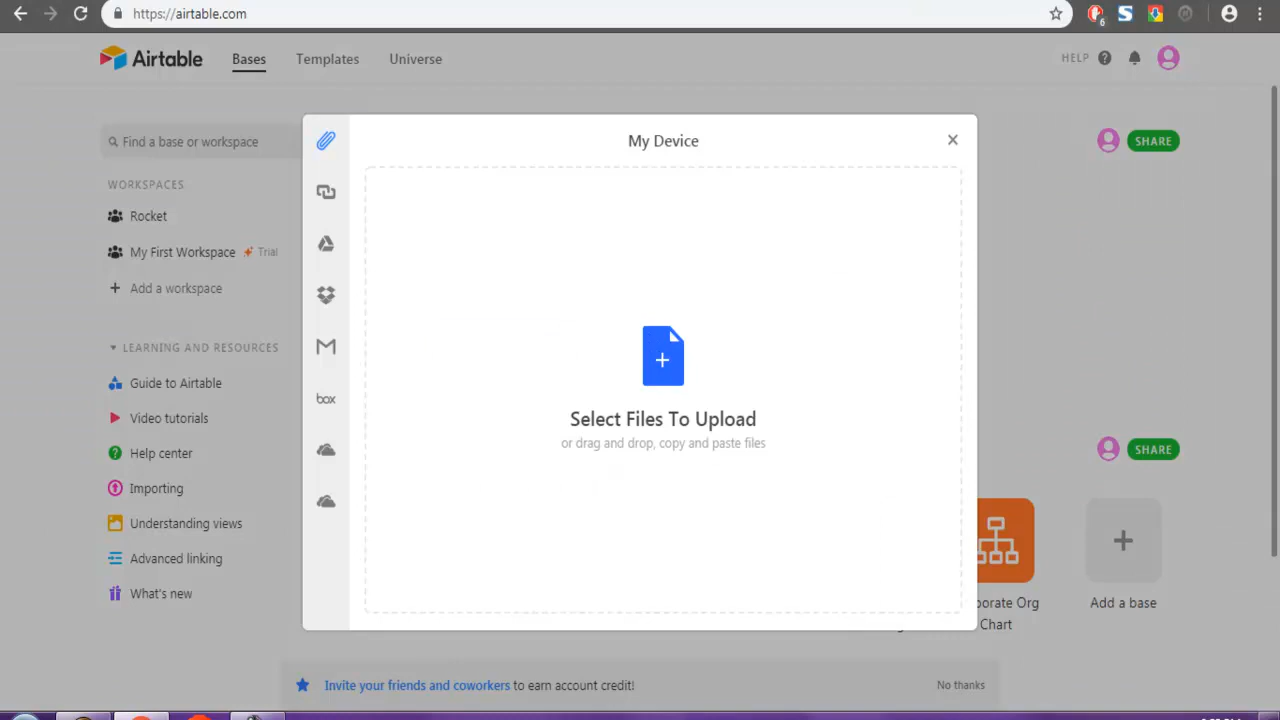 https://airtable.com
6
Airtable
Bases
Templates
Universe
HELP
Find a base or workspace
WORKSPACES
Rocket
My First Workspace
Trial
Add a workspace
LEARNING AND RESOURCES
Guide to Airtable
Video tutorials
Help center
Importing
Understanding views
Advanced linking
What's new
My Device
box
Select Files To Upload
or drag and drop, copy and paste files
SHARE
SHARE
Org
Chart
Add a base
Invite your friends and coworkers to earn account credit!
No thanks